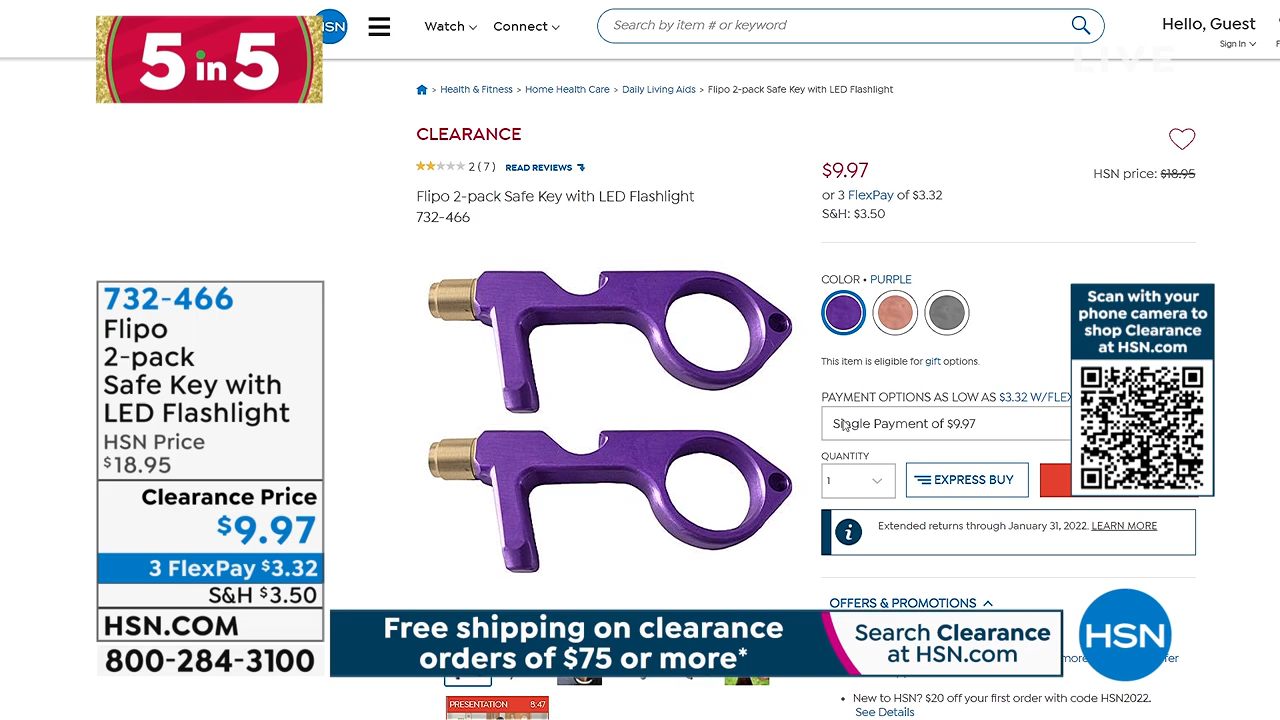 5 in 5
HSN
Watch
Connect
Search by item # or keyword
Hello, Guest
Sign In
LIVE
> Health & Fitness > Home Health Care > Daily Living Aids > Flipo 2-pack Safe Key with LED Flashlight
CLEARANCE
2 ( 7 ) READ REVIEWS
Flipo 2-pack Safe Key with LED Flashlight
732-466
$9.97
HSN price: $18.95
or 3 FlexPay of $3.32
S&H: $3.50
COLOR • PURPLE
This item is eligible for gift options.
PAYMENT OPTIONS AS LOW AS $3.32 W/FLEX
Single Payment of $9.97
QUANTITY
1
EXPRESS BUY
Extended returns through January 31, 2022. LEARN MORE
OFFERS & PROMOTIONS
• New to HSN? $20 off your first order with code HSN2022.
See Details
PRESENTATION 8:47
Scan with your
phone camera to
shop Clearance
at HSN.com
732-466
Flipo
2-pack
Safe Key with
LED Flashlight
HSN Price
$18.95
Clearance Price
$9.97
3 FlexPay $3.32
S&H $3.50
HSN.COM
800-284-3100
Free shipping on clearance
orders of $75 or more*
Search Clearance
at HSN.com
HSN